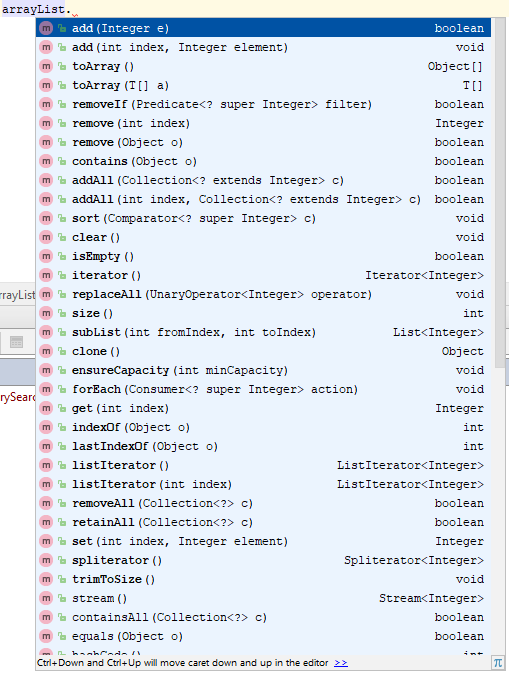 arrayList.
m add(Integer e) boolean
m add(int index, Integer element) void
m toArray() Object[]
m toArray(T[] a) T[]
m removeIf(Predicate<? super Integer> filter) boolean
m remove(int index) Integer
m remove(Object o) boolean
m contains(Object o) boolean
m addAll(Collection<? extends Integer> c) boolean
m addAll(int index, Collection<? extends Integer> c) boolean
m sort(Comparator<? super Integer> c) void
m clear() void
m isEmpty() boolean
m iterator() Iterator<Integer>
rrayList
m replaceAll(UnaryOperator<Integer> operator) void
m size() int
m subList(int fromIndex, int toIndex) List<Integer>
m clone() Object
m ensureCapacity(int minCapacity) void
m forEach(Consumer<? super Integer> action) void
rySearc
m get(int index) Integer
m indexOf(Object o) int
m lastIndexOf(Object o) int
m listIterator() ListIterator<Integer>
m listIterator(int index) ListIterator<Integer>
m removeAll(Collection<?> c) boolean
m retainAll(Collection<?> c) boolean
m set(int index, Integer element) Integer
m spliterator() Spliterator<Integer>
m trimToSize() void
m stream() Stream<Integer>
m containsAll(Collection<?> c) boolean
m equals(Object o) boolean
m hashCode() int
Ctrl+Down and Ctrl+Up will move caret down and up in the editor >> π